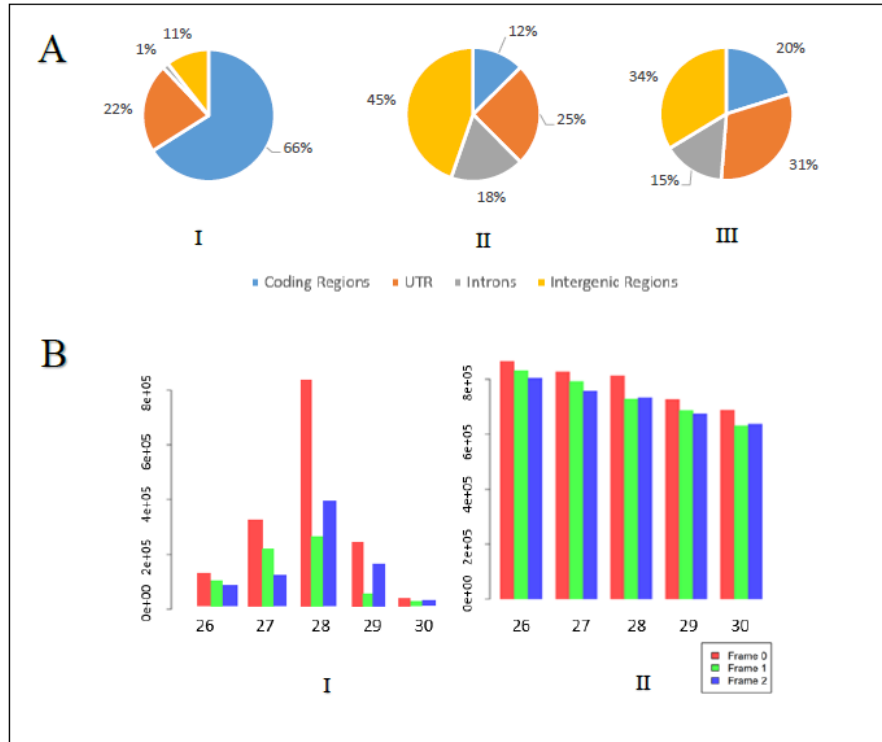 A
11%
1%
22%
66%
I
12%
45%
25%
18%
II
20%
34%
15%
31%
III
Coding Regions UTR Introns Intergenic Regions
B
8e+05
6e+05
4e+05
2e+05
0e+00
26 27 28 29 30
I
8e+05
6e+05
4e+05
2e+05
0e+00
26 27 28 29 30
II
Frame 0
Frame 1
Frame 2